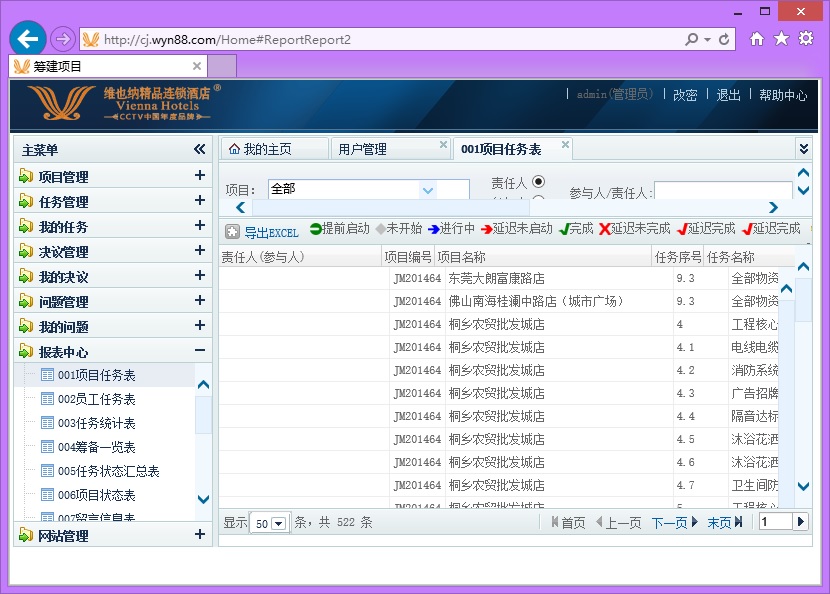 http://cj.wyn88.com/Home#ReportReport2
筹建项目
维也纳精品连锁酒店®
Vienna Hotels
CCTV中国年度品牌
admin(管理员)
改密
退出
帮助中心
主菜单
项目管理
任务管理
我的任务
决议管理
我的决议
问题管理
我的问题
报表中心
001项目任务表
002员工任务表
003任务统计表
004筹备一览表
005任务状态汇总表
006项目状态表
007留言信息表
网站管理
我的主页
用户管理
001项目任务表
项目:
全部
责任人
参与人/责任人:
导出EXCEL
提前启动
未开始
进行中
延迟未启动
完成
延迟未完成
延迟完成
延迟完成
责任人(参与人) 项目编号 项目名称 任务序号 任务名称
JM201464 东莞大朗富康路店 9.3 全部物资
JM201464 佛山南海桂澜中路店（城市广场） 9.3 全部物资
JM201464 桐乡农贸批发城店 4 工程核心
JM201464 桐乡农贸批发城店 4.1 电线电缆
JM201464 桐乡农贸批发城店 4.2 消防系统
JM201464 桐乡农贸批发城店 4.3 广告招牌
JM201464 桐乡农贸批发城店 4.4 隔音达标
JM201464 桐乡农贸批发城店 4.5 沐浴花洒
JM201464 桐乡农贸批发城店 4.6 沐浴花洒
JM201464 桐乡农贸批发城店 4.7 卫生间防
JM201464 桐乡农贸批发城店 5 工程核心
显示 50 条, 共 522 条
首页 上一页 下一页 末页 1